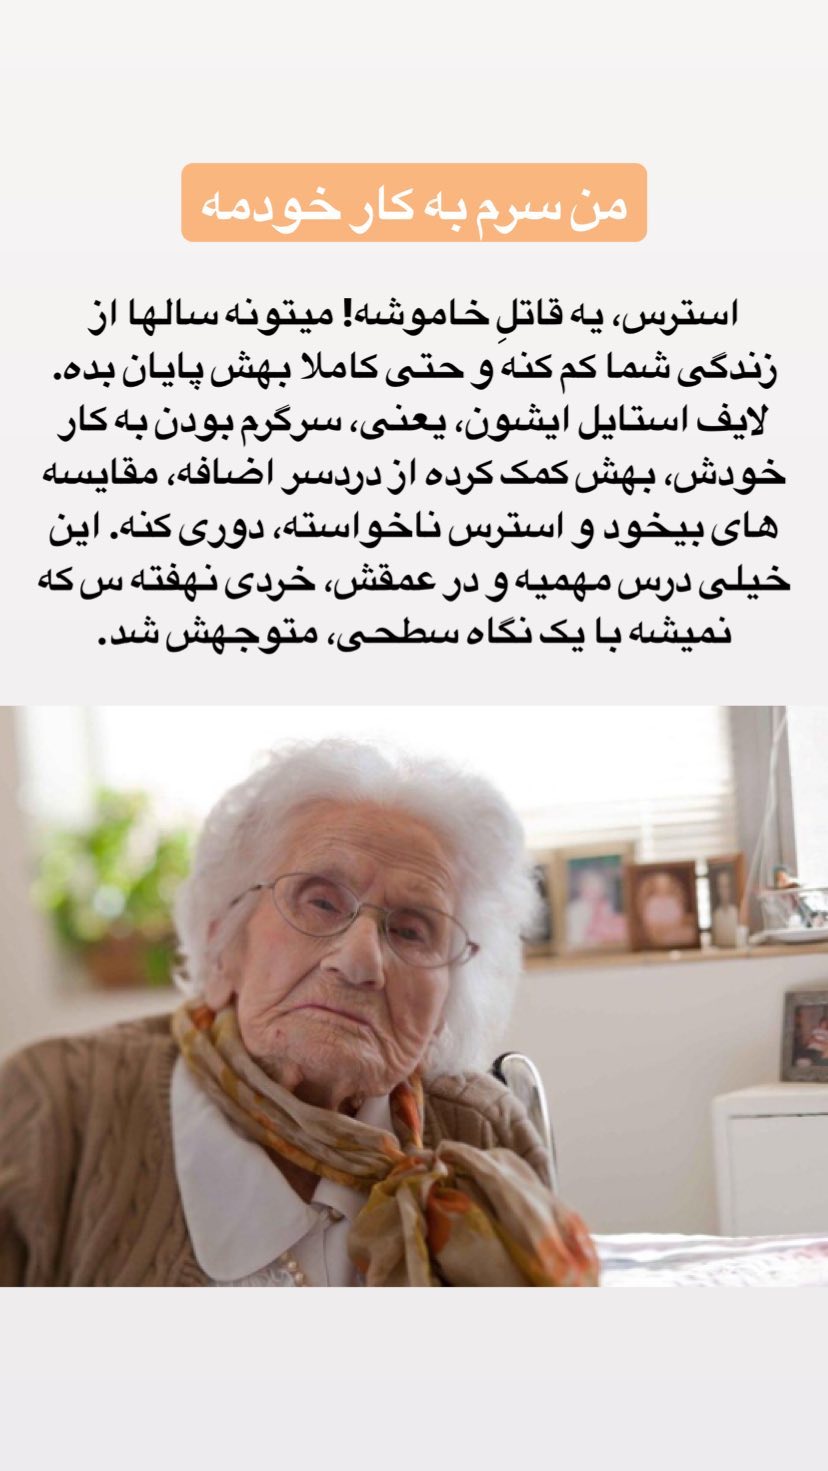 من سرم به کار خودمه
استرس، یه قاتلِ خاموشه! میتونه سالها از
زندگی شما کم کنه و حتی کاملا بهش پایان بده.
لایف استایل ایشون، یعنی، سرگرم بودن به کار
خودش، بهش کمک کرده از دردسر اضافه، مقایسه
های بیخود و استرس ناخواسته، دوری کنه. این
خیلی درس مهمیه و در عمقش، خردی نهفته س که
نمیشه با یک نگاه سطحی، متوجهش شد.